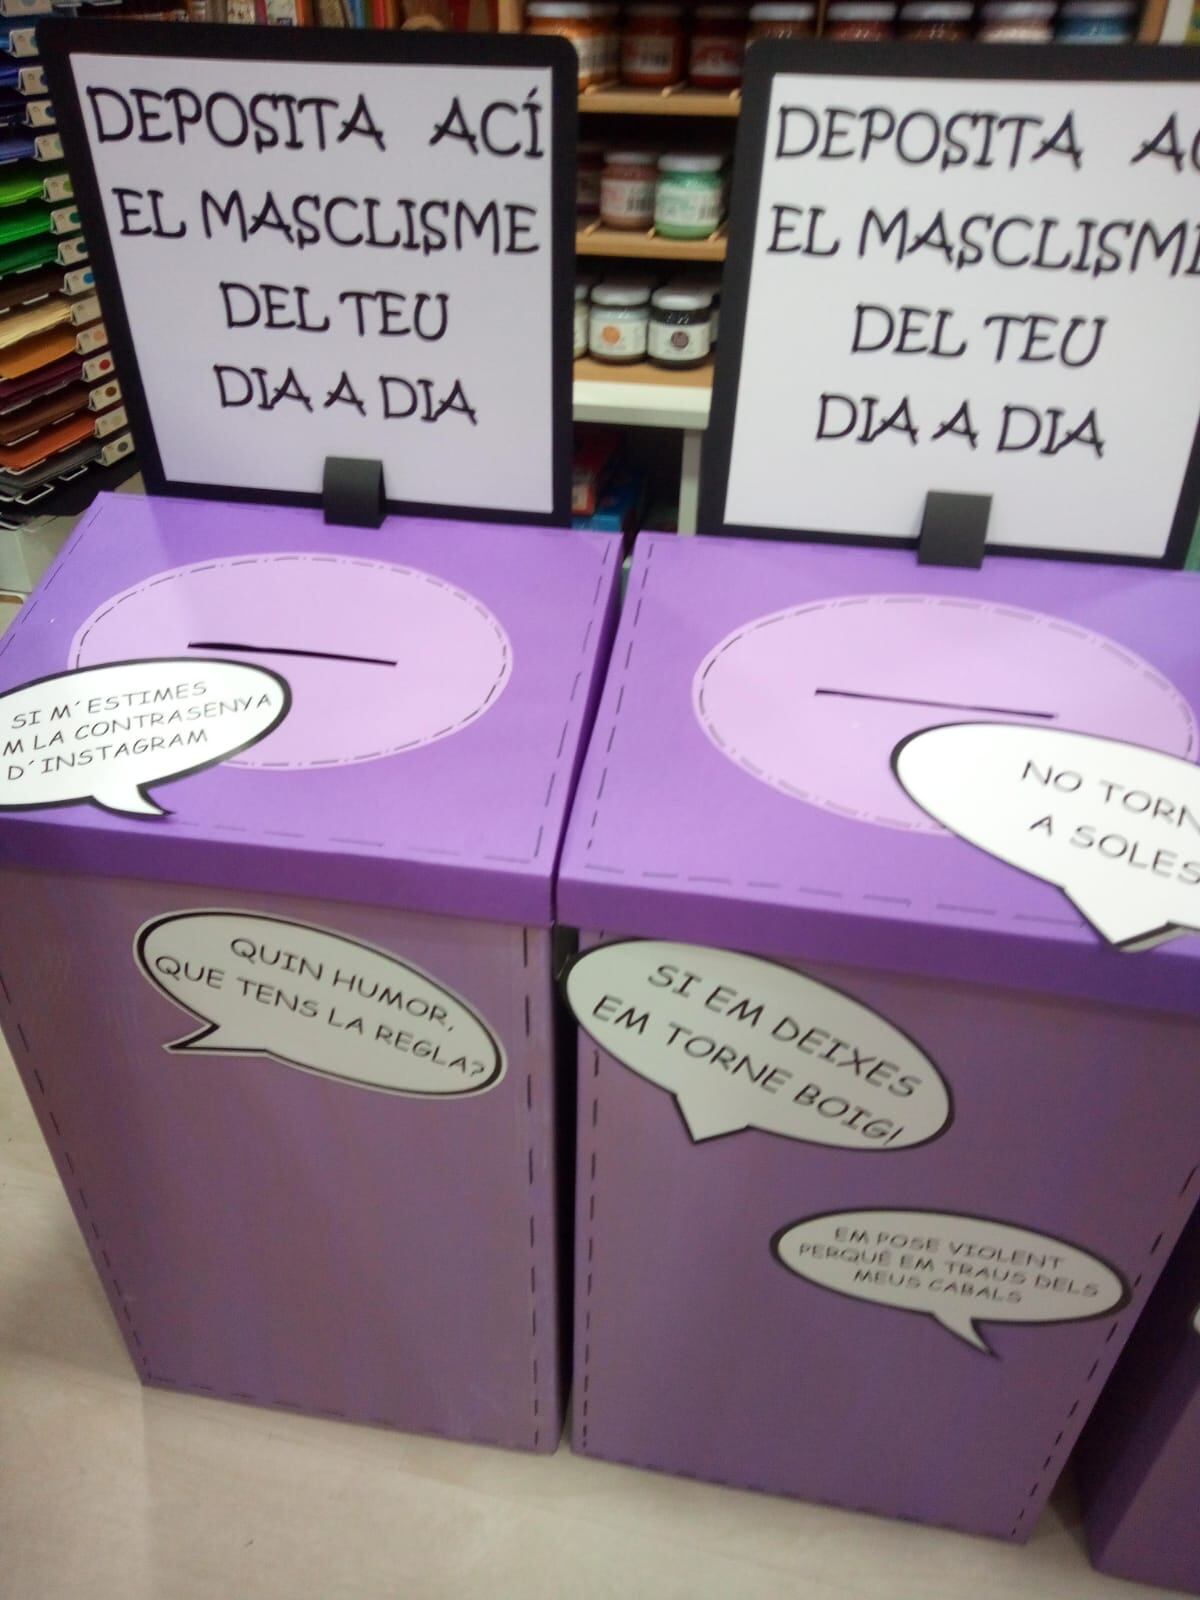 DEPOSITA ACÍ
EL MASCLISME
DEL TEU
DIA A DIA
DEPOSITA
EL MASCLISME
DEL TEU
DIA A DIA
SI M´ESTIMES
LA CONTRASENYA
D´INSTAGRAM
NO
A SOLES
QUIN HUMOR,
QUE TENS LA REGLA?
SI EM DEIXES
EM TORNE BOIG!
EM POSE VIOLENT
PERQUÈ EM TRAUS DELS
MEUS CABALS